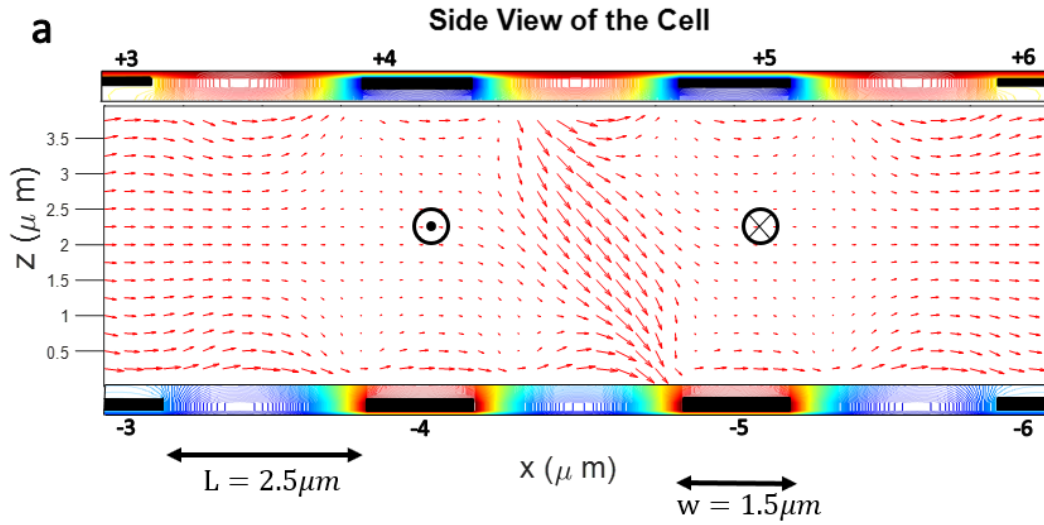 Side View of the Cell
a
+3 +4 +5 +6
3.5
3
2.5
2
1.5
1
0.5
z (μ m)
-3 -4 -5 -6
x (μ m)
L = 2.5μm
w = 1.5μm